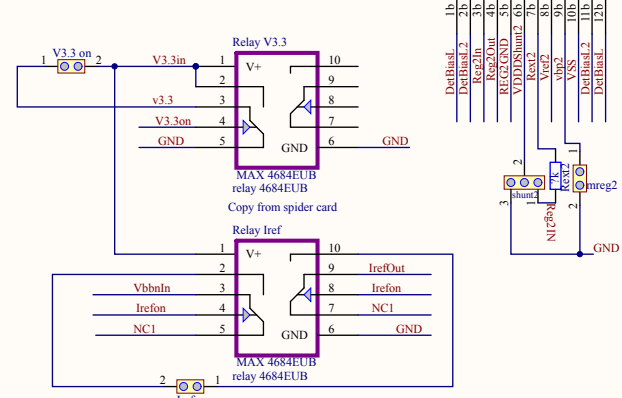 V3.3 on
1
2
V3.3in
v3.3
V3.3on
GND
Relay V3.3
1
2
3
4
5
V+
GND
10
9
8
7
6
GND
MAX 4684EUB
relay 4684EUB
Copy from spider card
Relay Iref
VbbnIn
Irefon
NC1
1
2
3
4
5
V+
GND
10
9
8
7
6
IrefOut
Irefon
NC1
GND
MAX 4684EUB
relay 4684EUB
2
1
1b
2b
3b
4b
5b
6b
7b
8b
9b
10b
11b
12b
DetBiasL
DetBiasL2
Reg2In
Reg2Out
REG2GND
VDDDShunt2
Rext2
Vref2
vbp2
VSS
DetBiasL2
DetBiasL
2
shunt2
3
1
?k
Rext2
Reg2IN
1
mreg2
2
GND